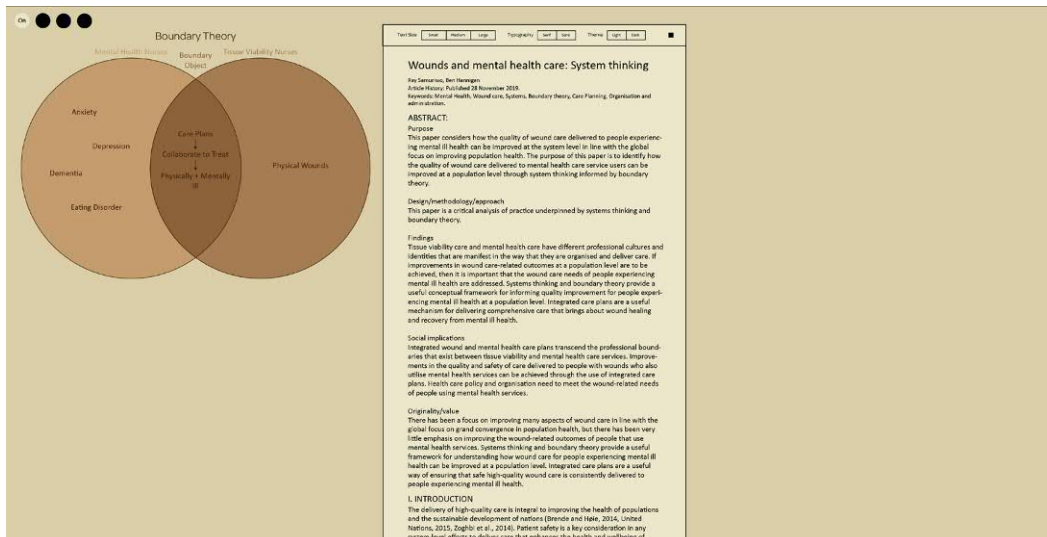 On
Boundary Theory
Mental Health Nurses
Boundary
Object
Tissue Viability Nurses
Anxiety
Depression
Dementia
Eating Disorder
Care Plans
Collaborate to Treat
Physically + Mentally
Ill
Physical Wounds
Text Size Small Medium Large Typography Serif Sans Theme Light Dark
Wounds and mental health care: System thinking
Ray Samuriwo, Ben Hannigan
Article History: Published 28 November 2019.
Keywords: Mental Health, Wound care, Systems, Boundary theory, Care Planning, Organisation and
administration.
ABSTRACT:
Purpose
This paper considers how the quality of wound care delivered to people experienc-
ing mental ill health can be improved at the system level in line with the global
focus on improving population health. The purpose of this paper is to identify how
the quality of wound care delivered to mental health care service users can be
improved at a population level through system thinking informed by boundary
theory.
Design/methodology/approach
This paper is a critical analysis of practice underpinned by systems thinking and
boundary theory.
Findings
Tissue viability care and mental health care have different professional cultures and
identities that are manifest in the way that they are organised and deliver care. If
improvements in wound care-related outcomes at a population level are to be
achieved, then it is important that the wound care needs of people experiencing
mental ill health are addressed. Systems thinking and boundary theory provide a
useful conceptual framework for informing quality improvement for people experi-
encing mental ill health at a population level. Integrated care plans are a useful
mechanism for delivering comprehensive care that brings about wound healing
and recovery from mental ill health.
Social implications
Integrated wound and mental health care plans transcend the professional bound-
aries that exist between tissue viability and mental health care services. Improve-
ments in the quality and safety of care delivered to people with wounds who also
utilise mental health services can be achieved through the use of integrated care
plans. Health care policy and organisation need to meet the wound-related needs
of people using mental health services.
Originality/value
There has been a focus on improving many aspects of wound care in line with the
global focus on grand convergence in population health, but there has been very
little emphasis on improving the wound-related outcomes of people that use
mental health services. Systems thinking and boundary theory provide a useful
framework for understanding how wound care for people experiencing mental ill
health can be improved at a population level. Integrated care plans are a useful
way of ensuring that safe high-quality wound care is consistently delivered to
people experiencing mental ill health.
I. INTRODUCTION
The delivery of high-quality care is integral to improving the health of populations
and the sustainable development of nations (Brende and Høie, 2014, United
Nations, 2015, Zoghbi et al., 2014). Patient safety is a key consideration in any
system level efforts to deliver care that enhances the health and wellbeing of